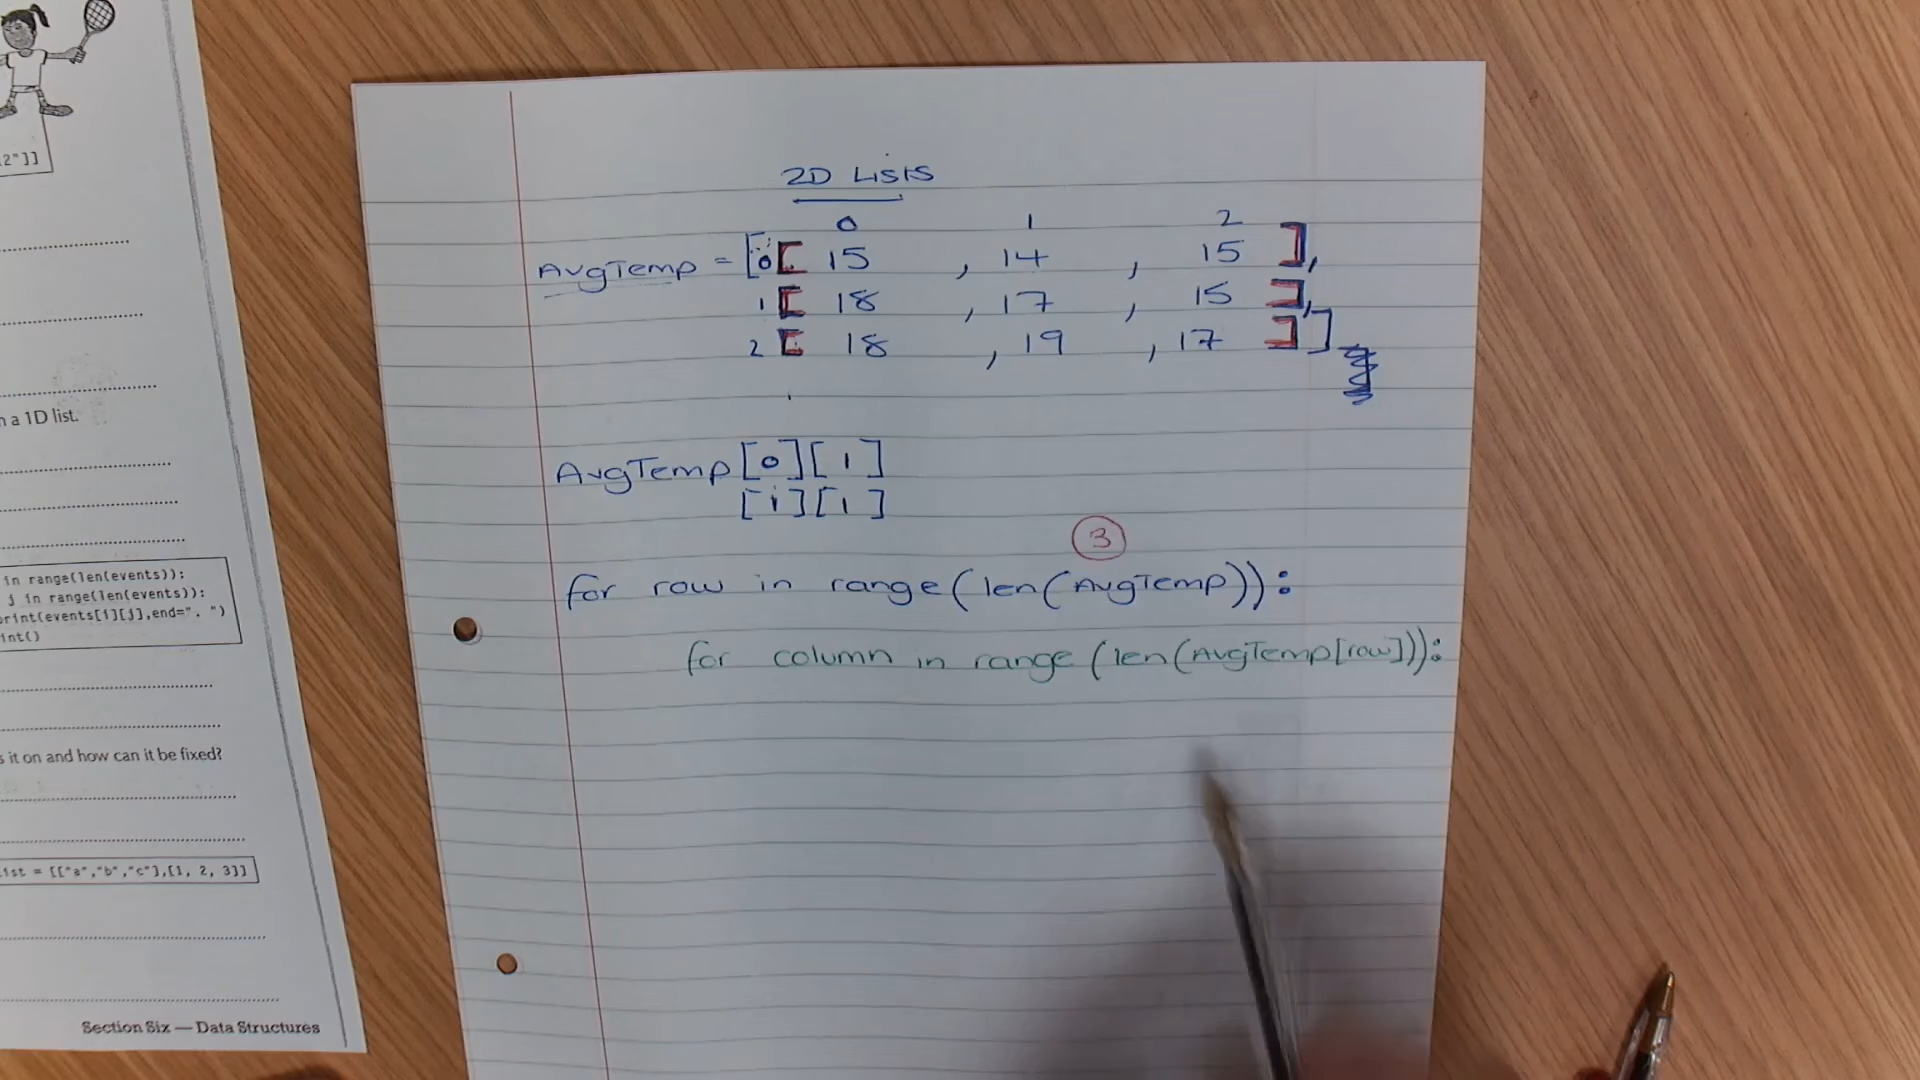 2"]]
n a 1D list.
in range(len(events)):
j in range(len(events)):
print(events[i][j],end=". ")
int()
s it on and how can it be fixed?
ist = [["a","b","c"],[1, 2, 3]]
Section Six — Data Structures
2D Lists
0 1 2
AvgTemp = [0[ 15 , 14 , 15 ],
1[ 18 , 17 , 15 ],
2[ 18 , 19 , 17 ]]
AvgTemp[0][1]
[i][1]
3
for row in range(len(AvgTemp)):
for column in range(len(AvgTemp[row])):